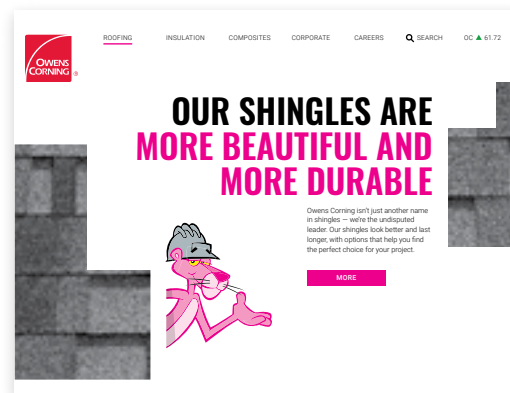 OWENS
CORNING ®
ROOFING
INSULATION
COMPOSITES
CORPORATE
CAREERS
SEARCH
OC ▲ 61.72
OUR SHINGLES ARE
MORE BEAUTIFUL AND
MORE DURABLE
Owens Corning isn't just another name
in shingles — we're the undisputed
leader. Our shingles look better and last
longer, with options that help you find
the perfect choice for your project.
MORE